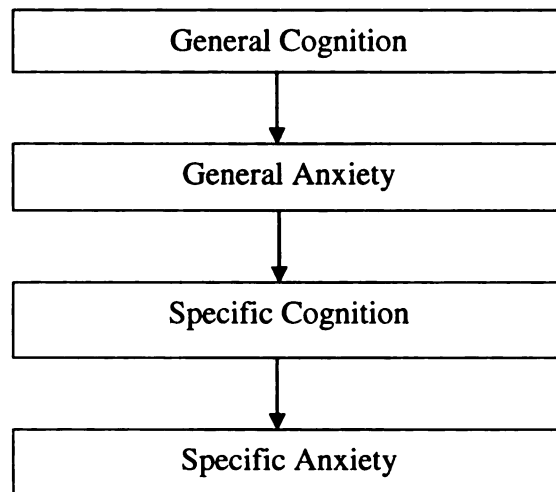 General Cognition
General Anxiety
Specific Cognition
Specific Anxiety